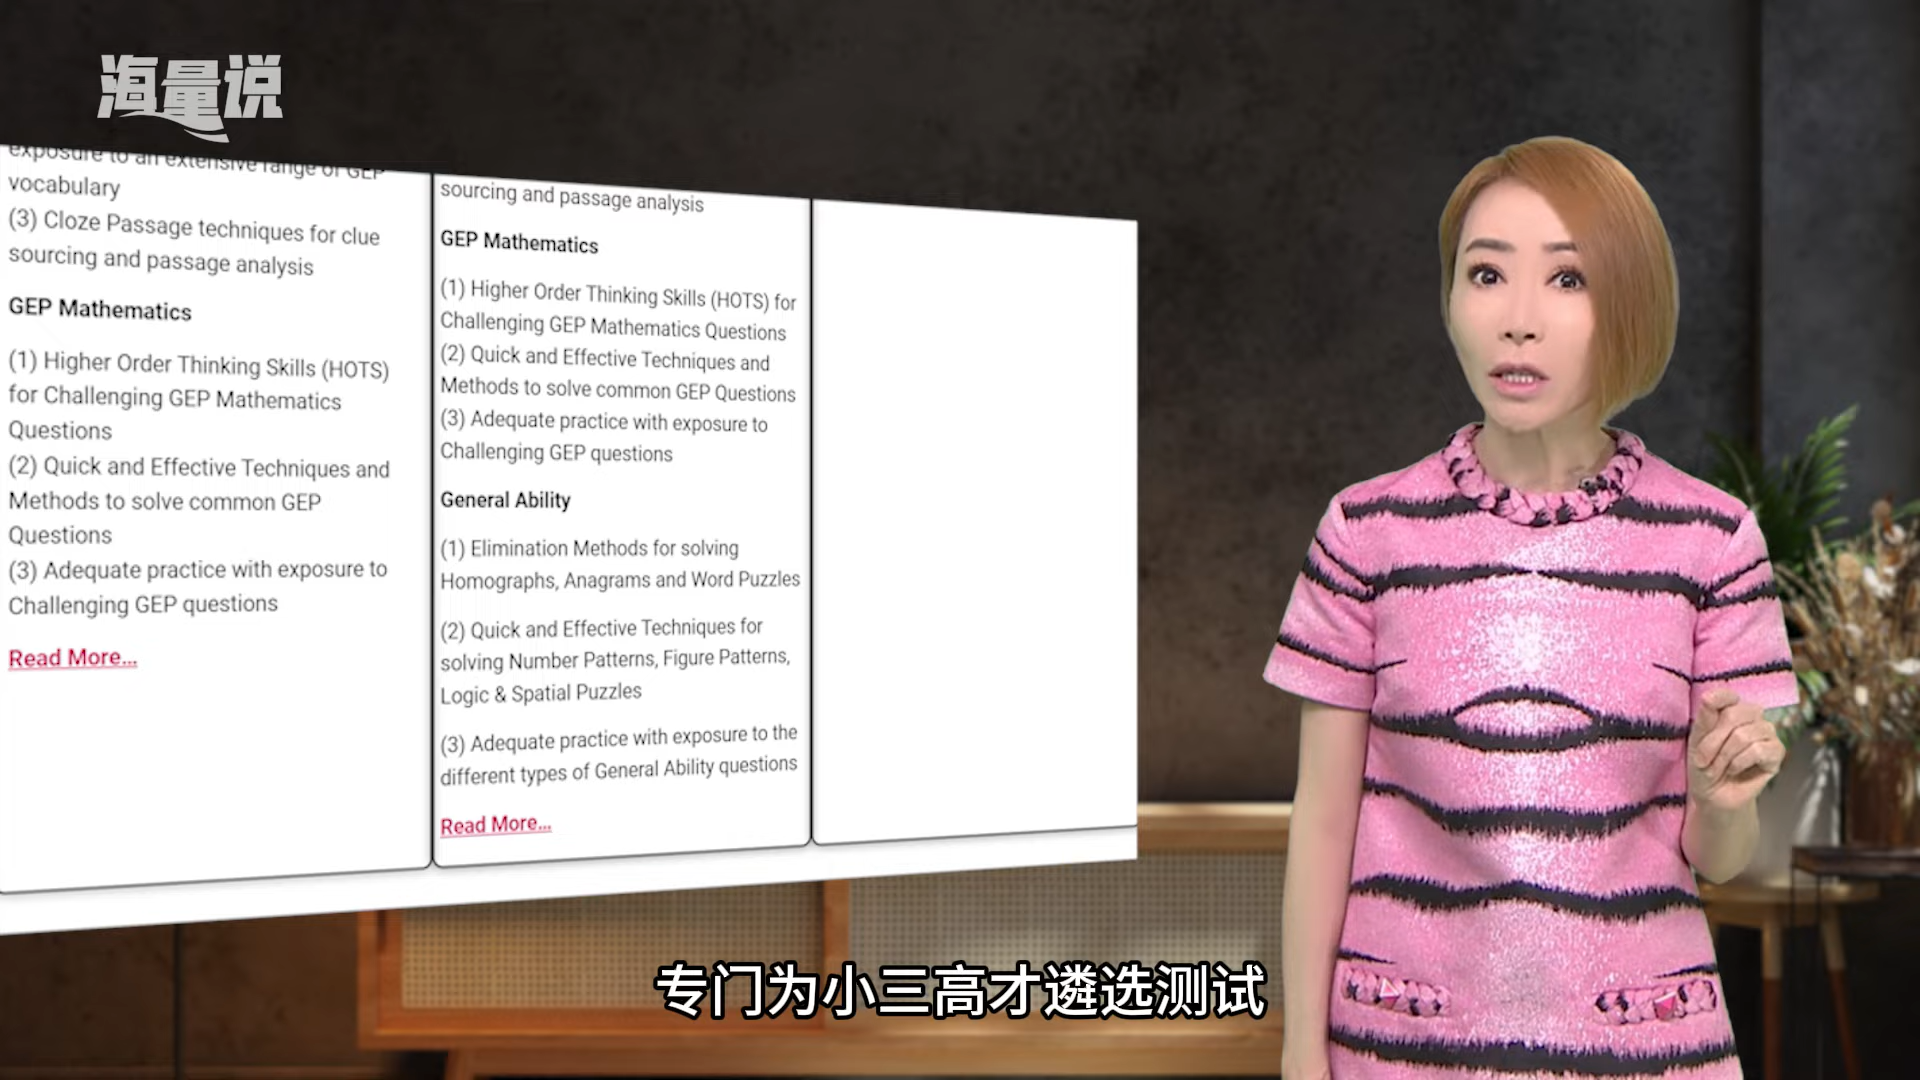 海量说
exposure to an extensive range of GEP
vocabulary
(3) Cloze Passage techniques for clue
sourcing and passage analysis
GEP Mathematics
(1) Higher Order Thinking Skills (HOTS)
for Challenging GEP Mathematics
Questions
(2) Quick and Effective Techniques and
Methods to solve common GEP
Questions
(3) Adequate practice with exposure to
Challenging GEP questions
Read More...
sourcing and passage analysis
GEP Mathematics
(1) Higher Order Thinking Skills (HOTS) for
Challenging GEP Mathematics Questions
(2) Quick and Effective Techniques and
Methods to solve common GEP Questions
(3) Adequate practice with exposure to
Challenging GEP questions
General Ability
(1) Elimination Methods for solving
Homographs, Anagrams and Word Puzzles
(2) Quick and Effective Techniques for
solving Number Patterns, Figure Patterns,
Logic & Spatial Puzzles
(3) Adequate practice with exposure to the
different types of General Ability questions
Read More...
专门为小三高才遴选测试